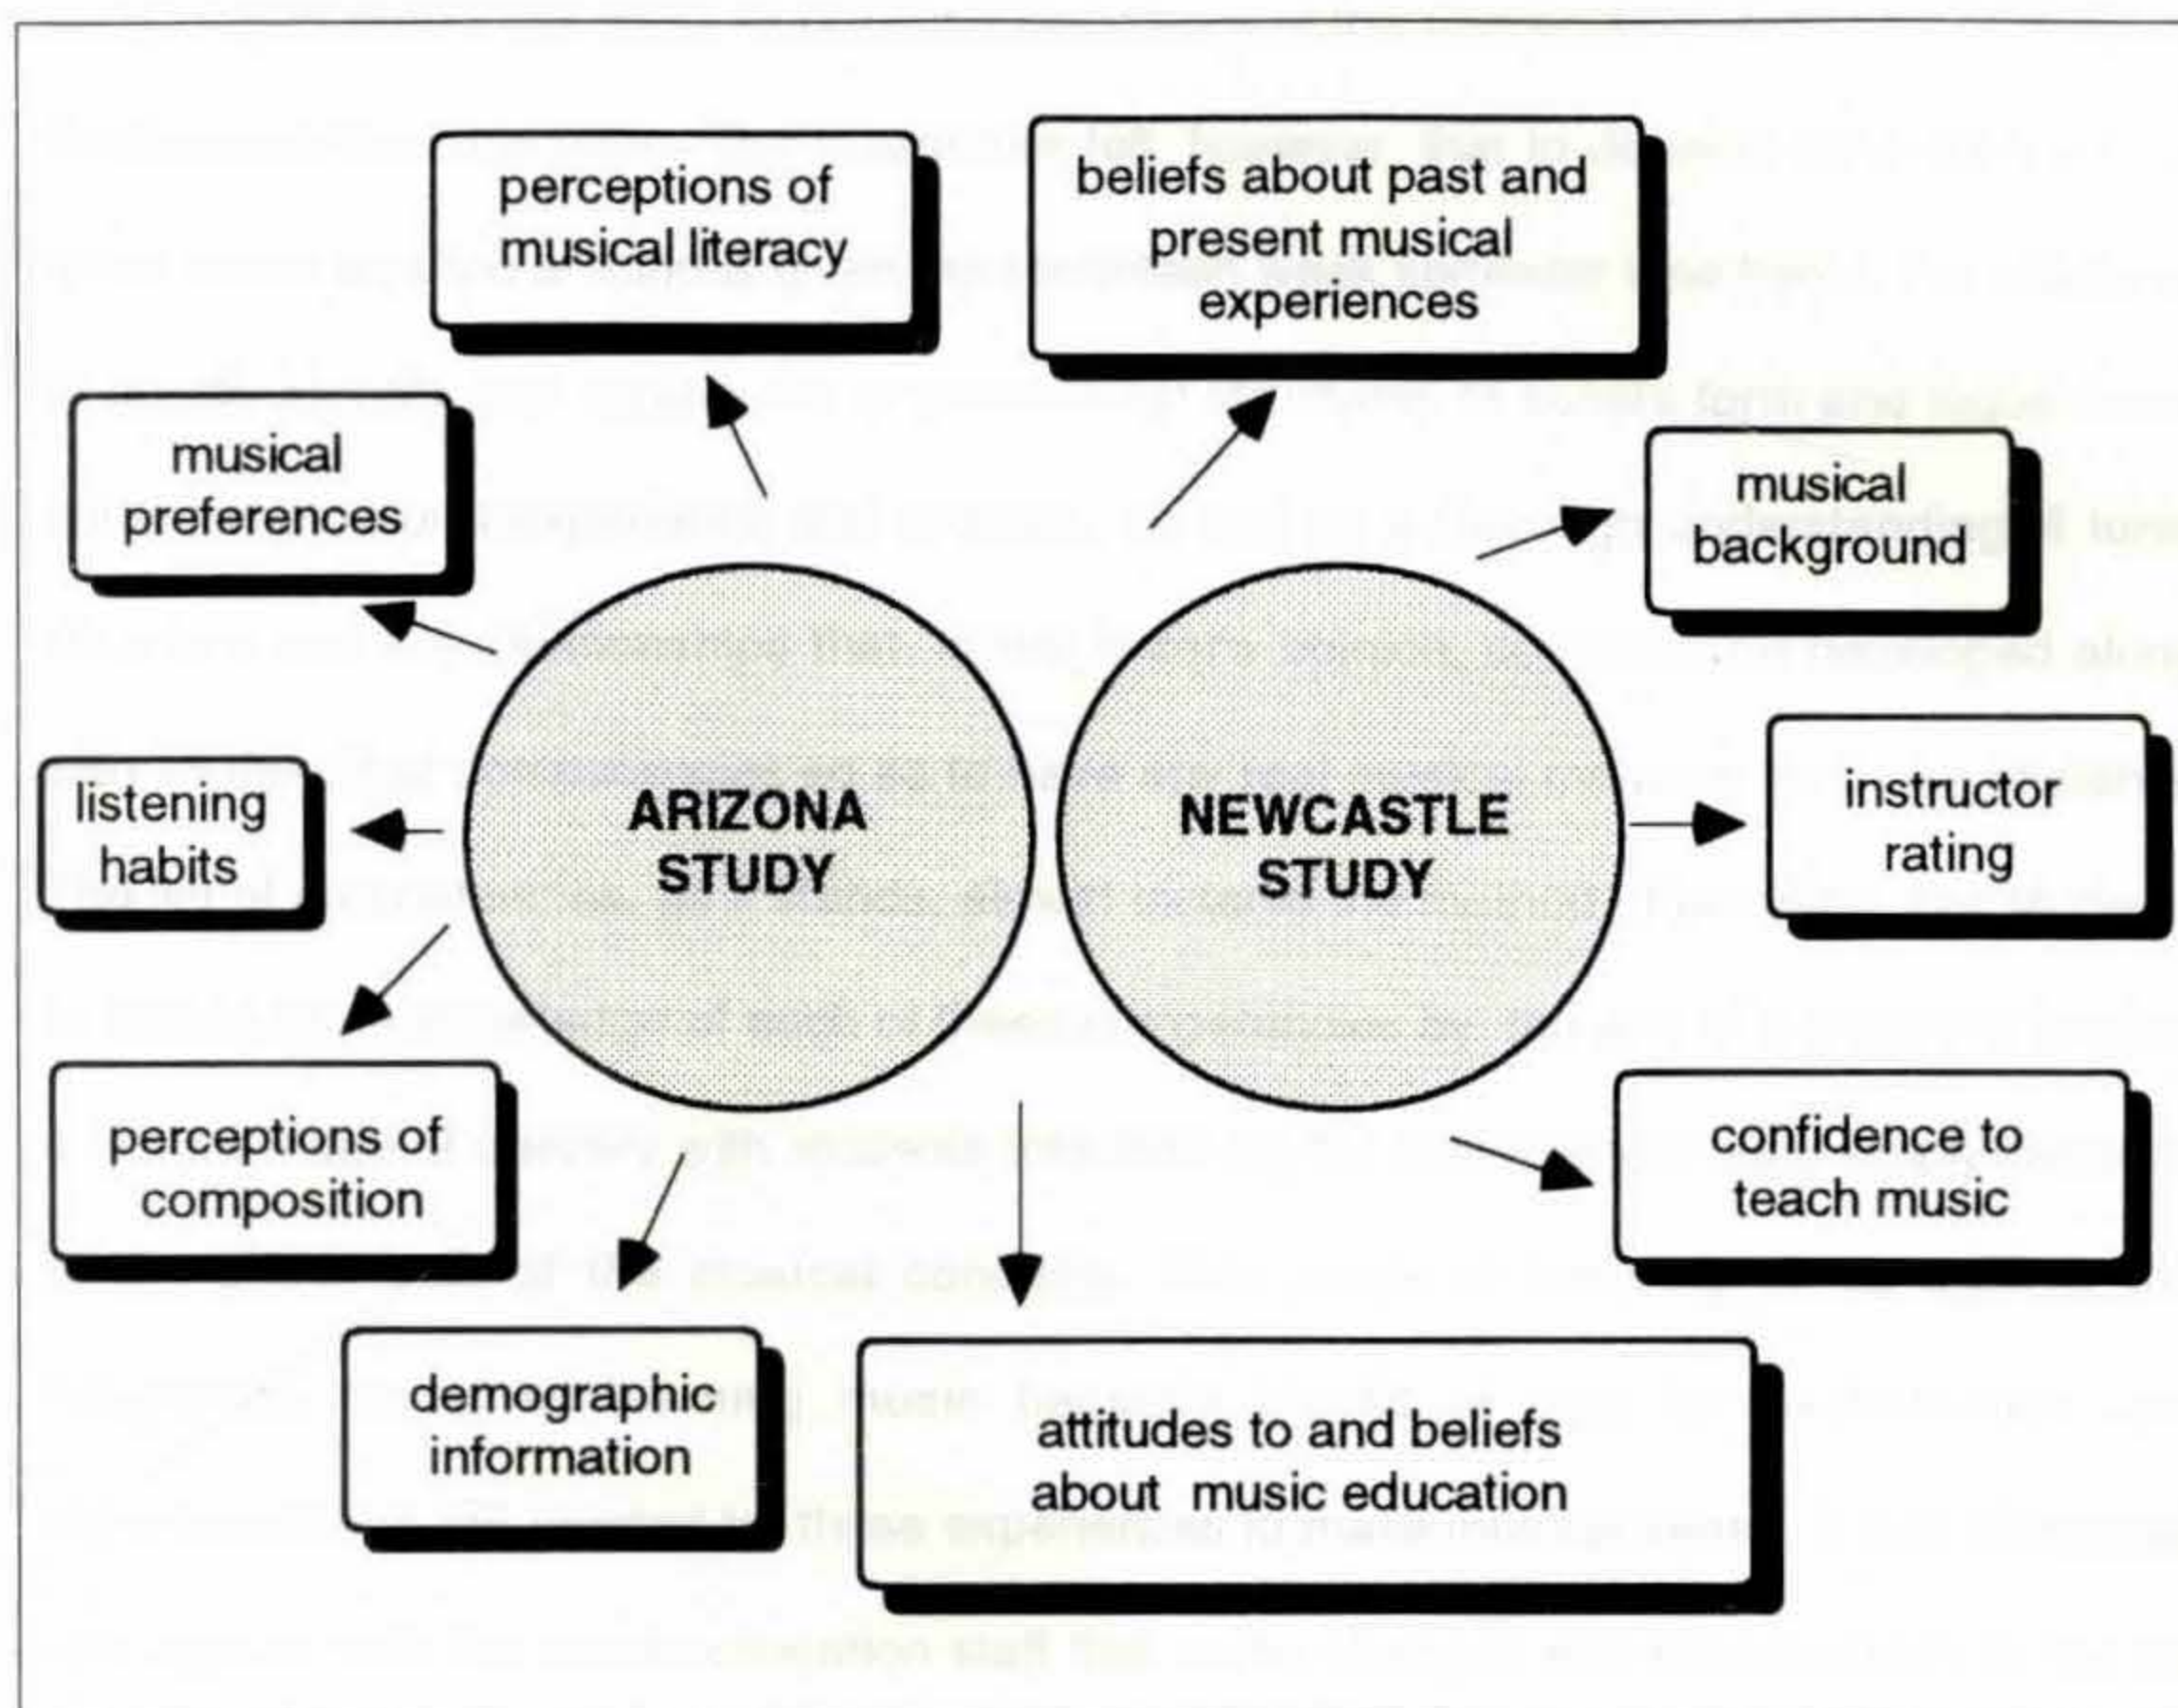 perceptions of
musical literacy
beliefs about past and
present musical
experiences
musical
preferences
musical
background
listening
habits
ARIZONA
STUDY
NEWCASTLE
STUDY
instructor
rating
perceptions of
composition
confidence to
teach music
demographic
information
attitudes to and beliefs
about music education